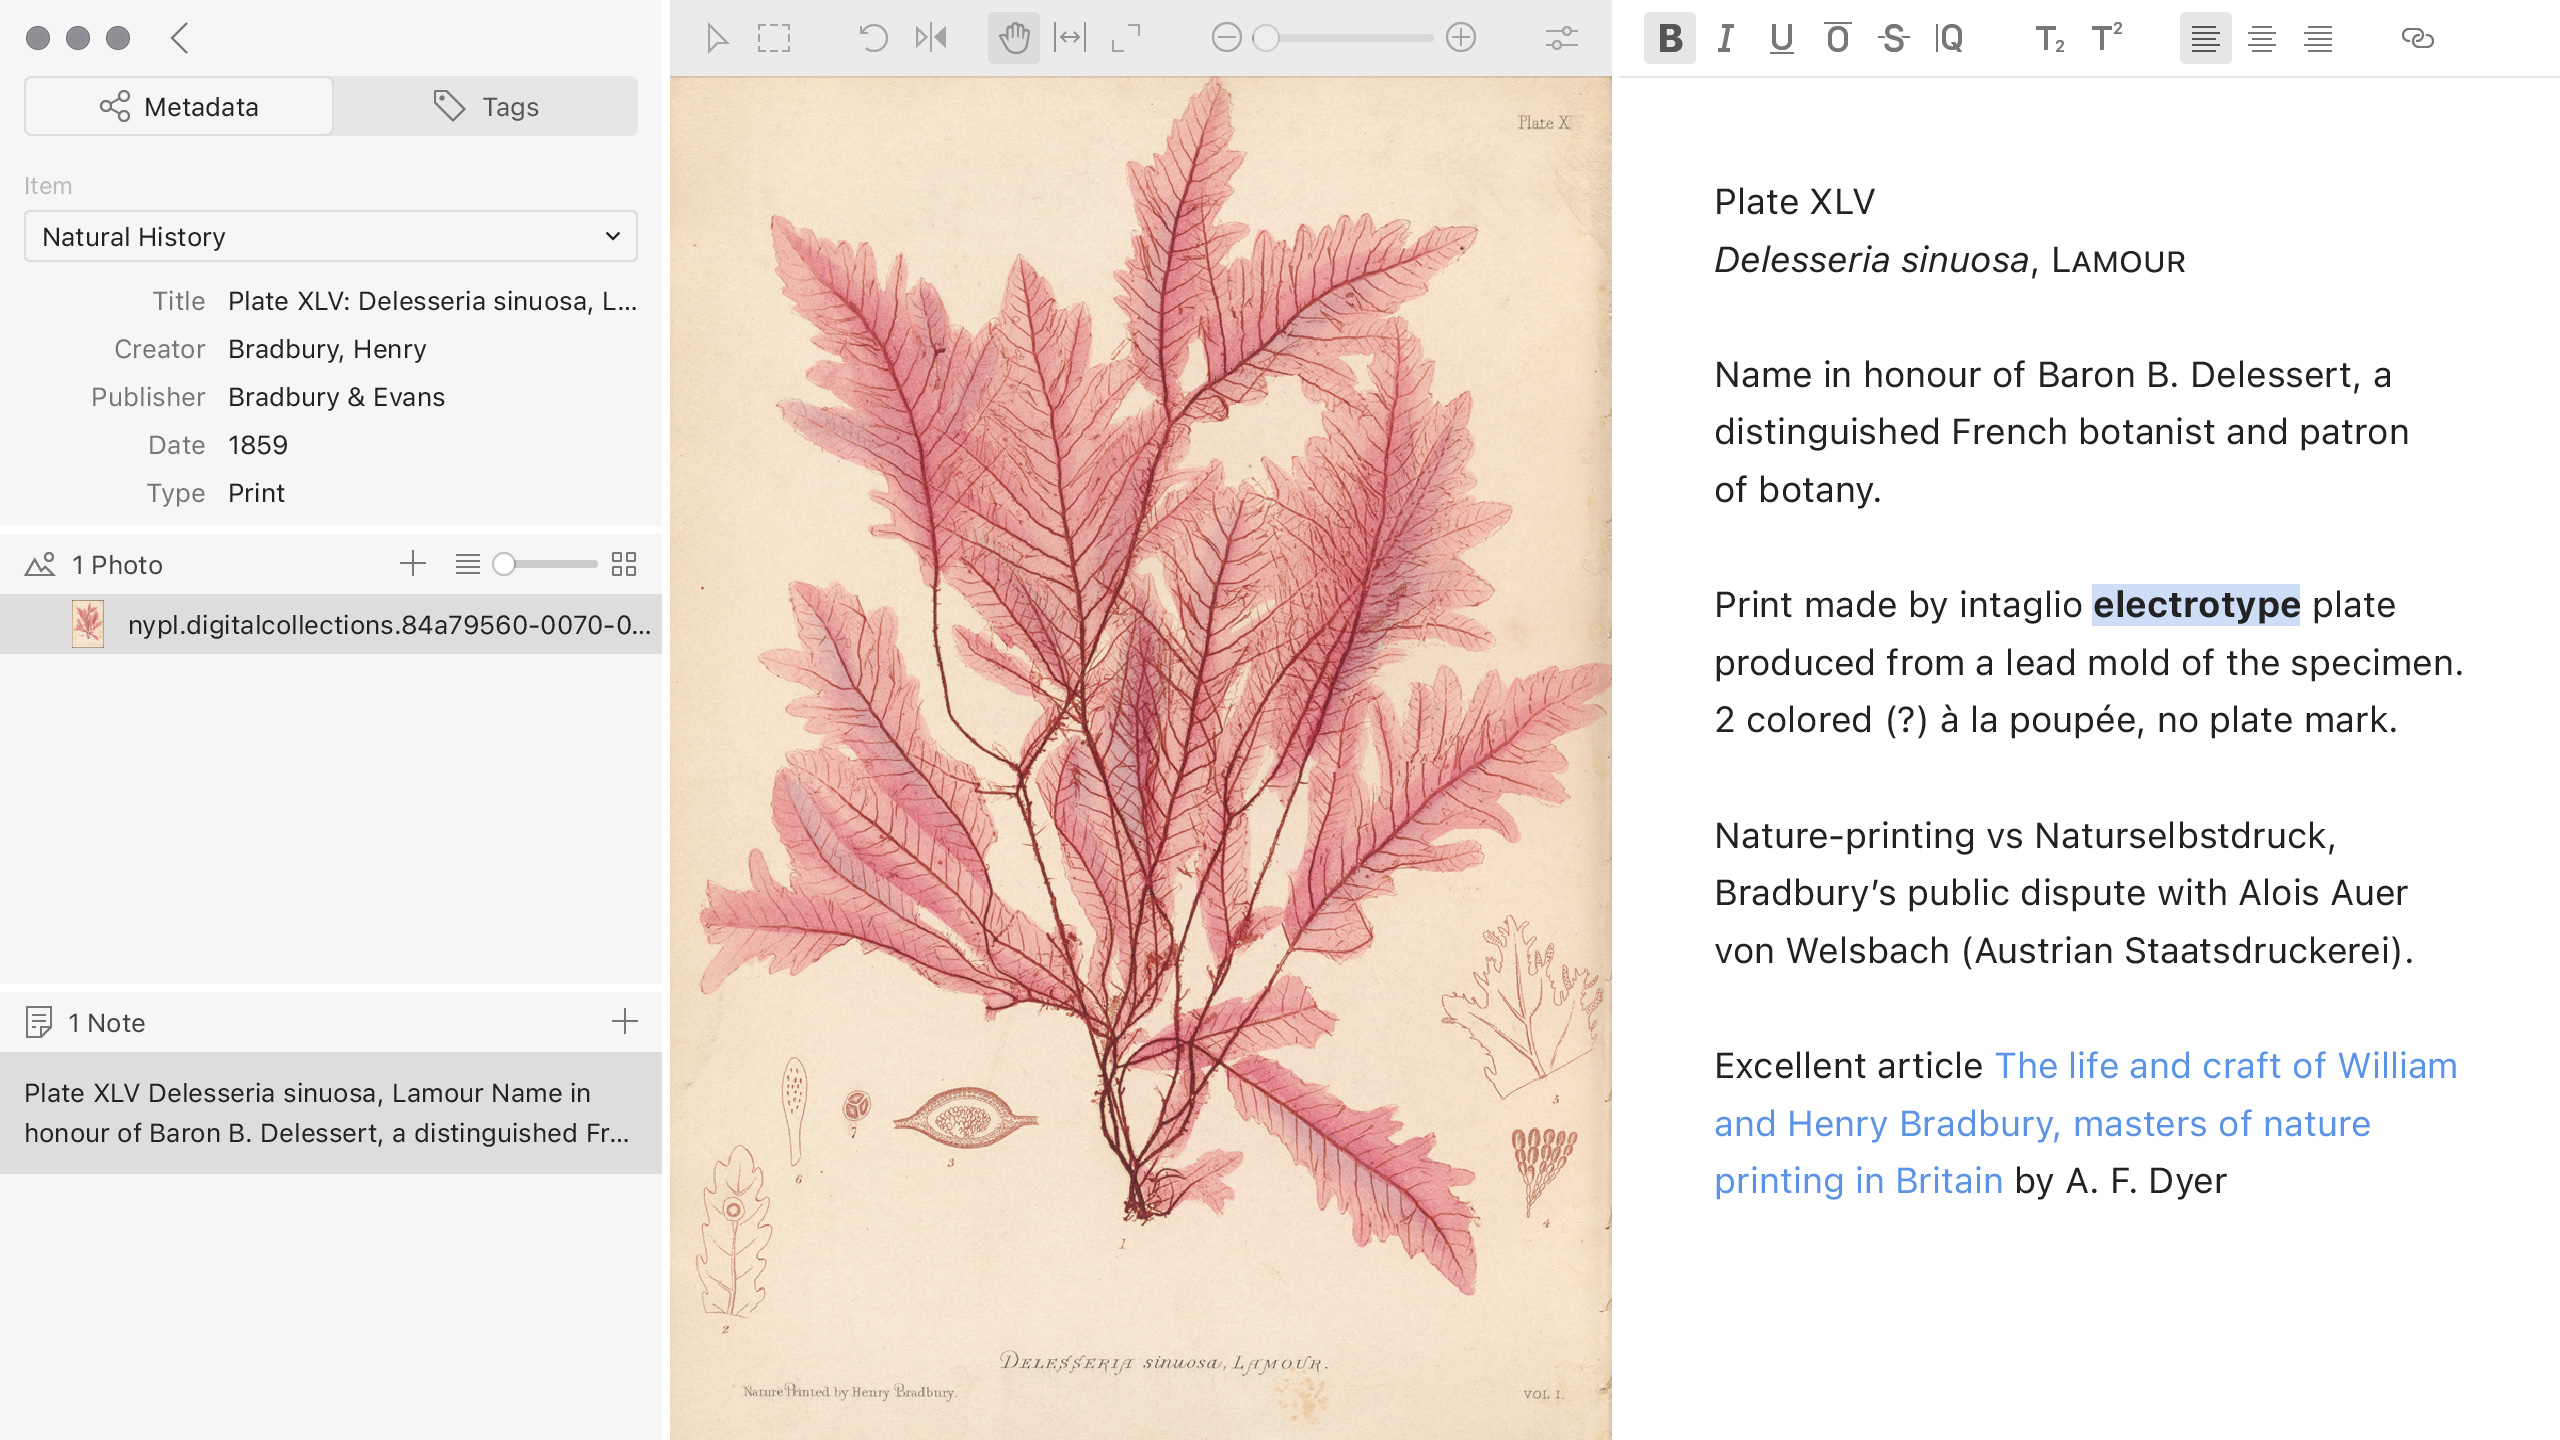 Metadata
Tags
Item
Natural History
Title Plate XLV: Delesseria sinuosa, L...
Creator Bradbury, Henry
Publisher Bradbury & Evans
Date 1859
Type Print
1 Photo
nypl.digitalcollections.84a79560-0070-0...
1 Note
Plate XLV Delesseria sinuosa, Lamour Name in
honour of Baron B. Delessert, a distinguished Fr...
Plate X
5
7
3
6
4
1
2
DELESSERIA sinuosa, LAMOUR.
Nature Printed by Henry Bradbury.
VOL I.
B I U O S |Q T2 T2
Plate XLV
Delesseria sinuosa, LAMOUR
Name in honour of Baron B. Delessert, a
distinguished French botanist and patron
of botany.
Print made by intaglio electrotype plate
produced from a lead mold of the specimen.
2 colored (?) à la poupée, no plate mark.
Nature-printing vs Naturselbstdruck,
Bradbury’s public dispute with Alois Auer
von Welsbach (Austrian Staatsdruckerei).
Excellent article The life and craft of William
and Henry Bradbury, masters of nature
printing in Britain by A. F. Dyer